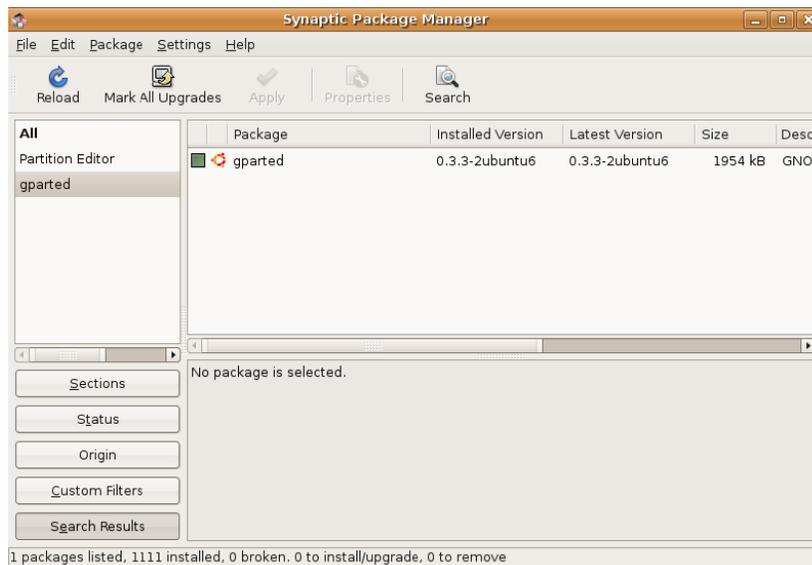 Synaptic Package Manager
File Edit Package Settings Help
Reload Mark All Upgrades Apply Properties Search
All
Partition Editor
gparted
Package Installed Version Latest Version Size Desc
gparted 0.3.3-2ubuntu6 0.3.3-2ubuntu6 1954 kB GNO
No package is selected.
Sections
Status
Origin
Custom Filters
Search Results
1 packages listed, 1111 installed, 0 broken. 0 to install/upgrade, 0 to remove